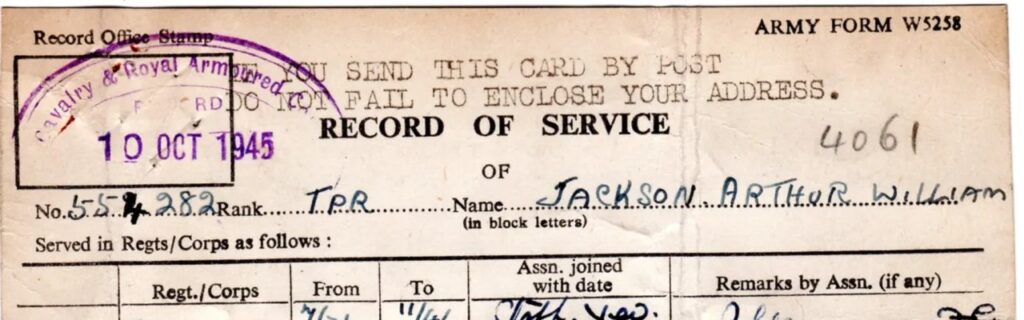 Record Office Stamp
ARMY FORM W5258
Cavalry & Royal Armoured
YOU SEND THIS CARD BY POST
DO NOT FAIL TO ENCLOSE YOUR ADDRESS.
10 OCT 1945
RECORD OF SERVICE
4061
OF
No. 554282 Rank TPR Name JACKSON. ARTHUR WILLIAM
(in block letters)
Served in Regts/Corps as follows :
Regt./Corps From To Assn. joined with date Remarks by Assn. (if any)